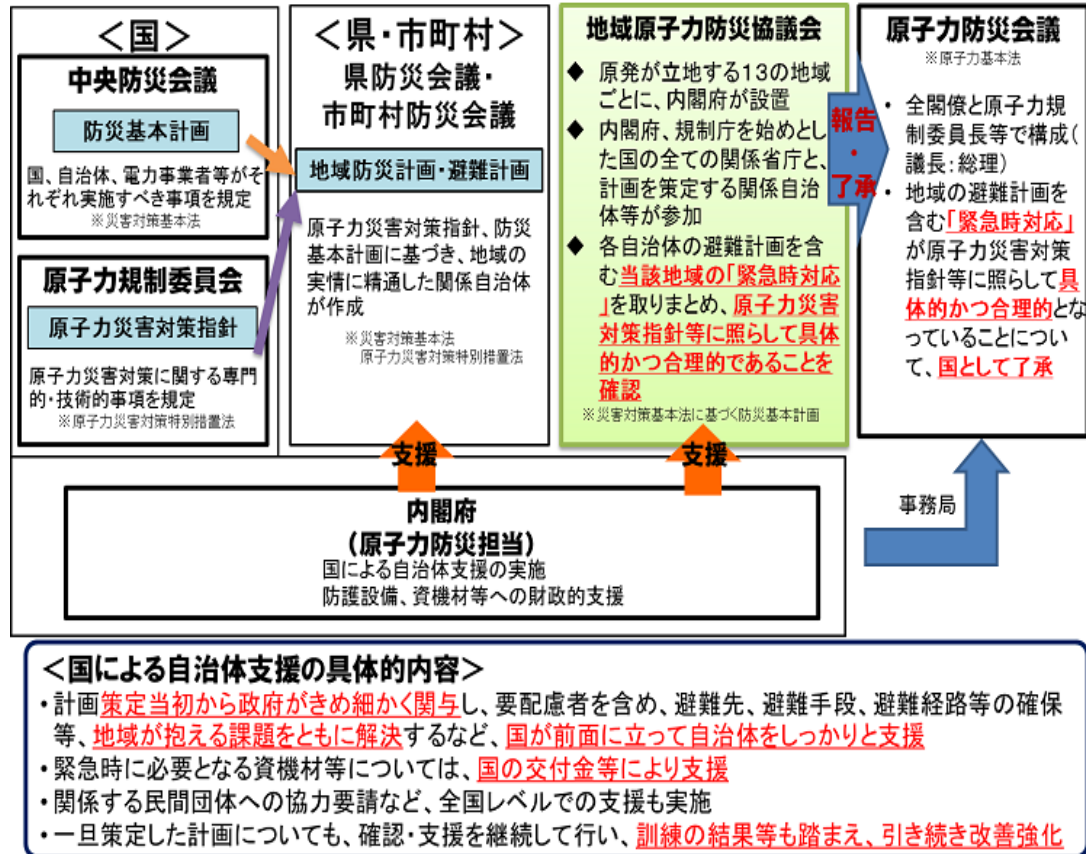 <国>
中央防災会議
防災基本計画
国、自治体、電力事業者等がそ
れぞれ実施すべき事項を規定
※災害対策基本法
原子力規制委員会
原子力災害対策指針
原子力災害対策に関する専門
的・技術的事項を規定
※原子力災害対策特別措置法
<県・市町村>
県防災会議・
市町村防災会議
地域防災計画・避難計画
原子力災害対策指針、防災
基本計画に基づき、地域の
実情に精通した関係自治体
が作成
※災害対策基本法
原子力災害対策特別措置法
地域原子力防災協議会
◆ 原発が立地する13の地域
ごとに、内閣府が設置
◆ 内閣府、規制庁を始めとし
た国の全ての関係省庁と、
計画を策定する関係自治
体等が参加
◆ 各自治体の避難計画を含
む当該地域の「緊急時対応
」を取りまとめ、原子力災害
対策指針等に照らして具体
的かつ合理的であることを
確認
※災害対策基本法に基づく防災基本計画
報告
・
了承
原子力防災会議
※原子力基本法
• 全閣僚と原子力規
制委員長等で構成(
議長:総理)
• 地域の避難計画を
含む「緊急時対応」
が原子力災害対策
指針等に照らして具
体的かつ合理的とな
っていることについ
て、国として了承
支援
支援
内閣府
(原子力防災担当)
国による自治体支援の実施
防護設備、資機材等への財政的支援
事務局
<国による自治体支援の具体的内容>
・計画策定当初から政府がきめ細かく関与し、要配慮者を含め、避難先、避難手段、避難経路等の確保
等、地域が抱える課題をともに解決するなど、国が前面に立って自治体をしっかりと支援
・緊急時に必要となる資機材等については、国の交付金等により支援
・関係する民間団体への協力要請など、全国レベルでの支援も実施
・一旦策定した計画についても、確認・支援を継続して行い、訓練の結果等も踏まえ、引き続き改善強化